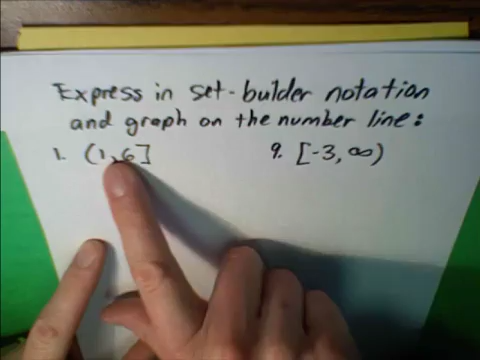 Express in set-builder notation
and graph on the number line:
1. (1,6] 9. [-3, ∞)